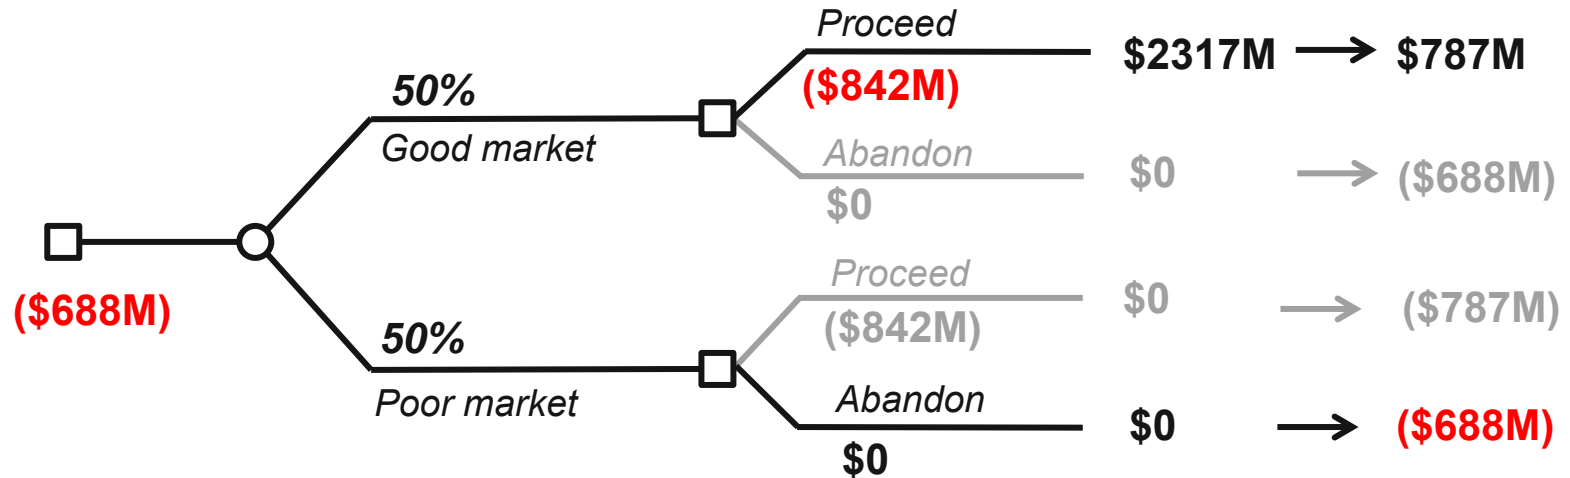 Proceed
$2317M $787M
50%
($842M)
Good market
Abandon
$0 ($688M)
$0
Proceed
($688M)
$0 ($787M)
50%
($842M)
Poor market
Abandon
$0 ($688M)
$0